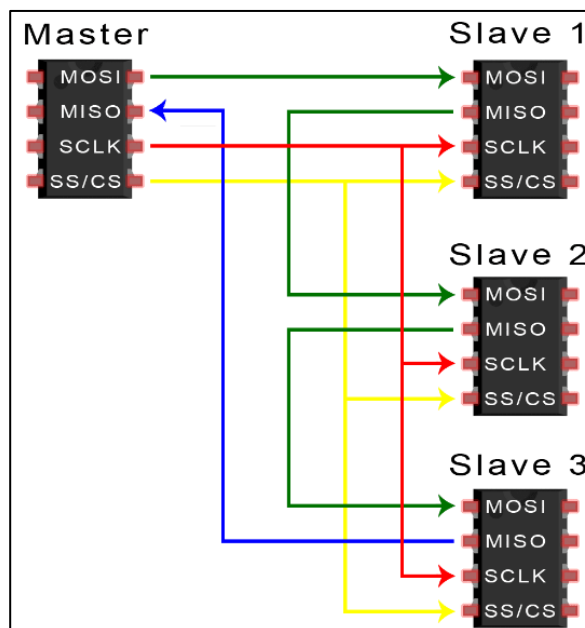 Master
MOSI
MISO
SCLK
SS/CS
Slave 1
MOSI
MISO
SCLK
SS/CS
Slave 2
MOSI
MISO
SCLK
SS/CS
Slave 3
MOSI
MISO
SCLK
SS/CS